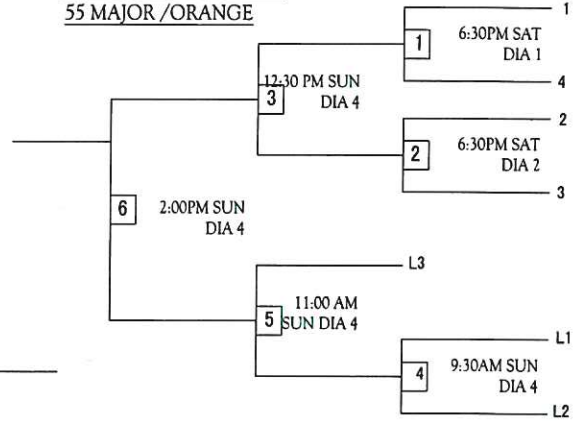 55 MAJOR /ORANGE
1
6:30PM SAT
DIA 1
1
4
12:30 PM SUN
DIA 4
3
2
6:30PM SAT
DIA 2
2
3
6
2:00PM SUN
DIA 4
L3
11:00 AM
SUN DIA 4
5
L1
9:30AM SUN
DIA 4
4
L2